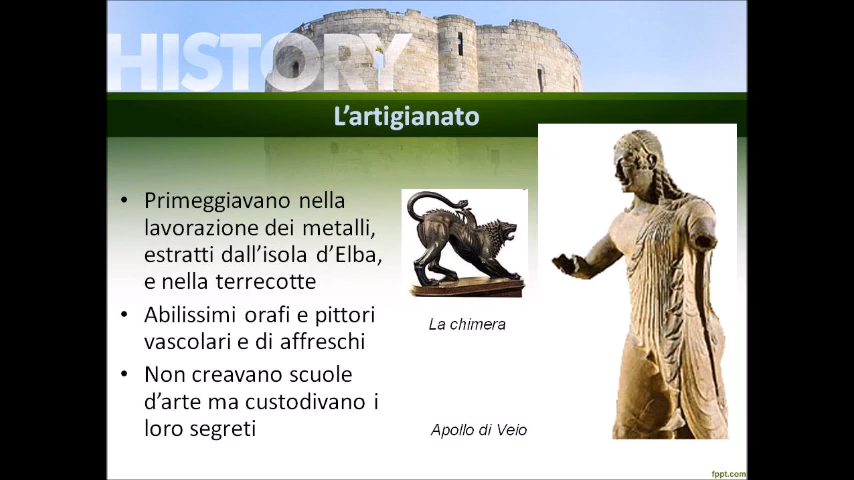 HISTORY
L'artigianato
• Primeggiavano nella
lavorazione dei metalli,
estratti dall'isola d'Elba,
e nella terrecotte
• Abilissimi orafi e pittori
vascolari e di affreschi
• Non creavano scuole
d'arte ma custodivano i
loro segreti
La chimera
Apollo di Veio
fppt.com